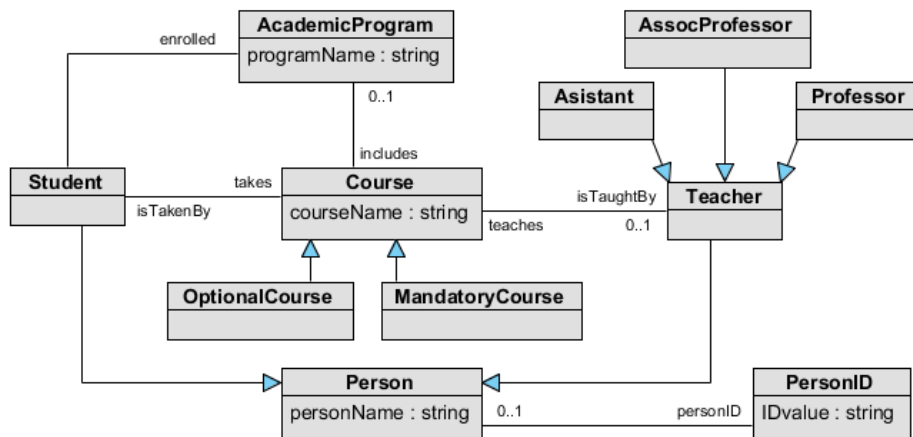 AcademicProgram
programName : string
enrolled
0..1
includes
AssocProfessor
Asistant
Professor
Student
takes
isTakenBy
Course
courseName : string
isTaughtBy
teaches
0..1
Teacher
OptionalCourse
MandatoryCourse
Person
personName : string
0..1
personID
PersonID
IDvalue : string